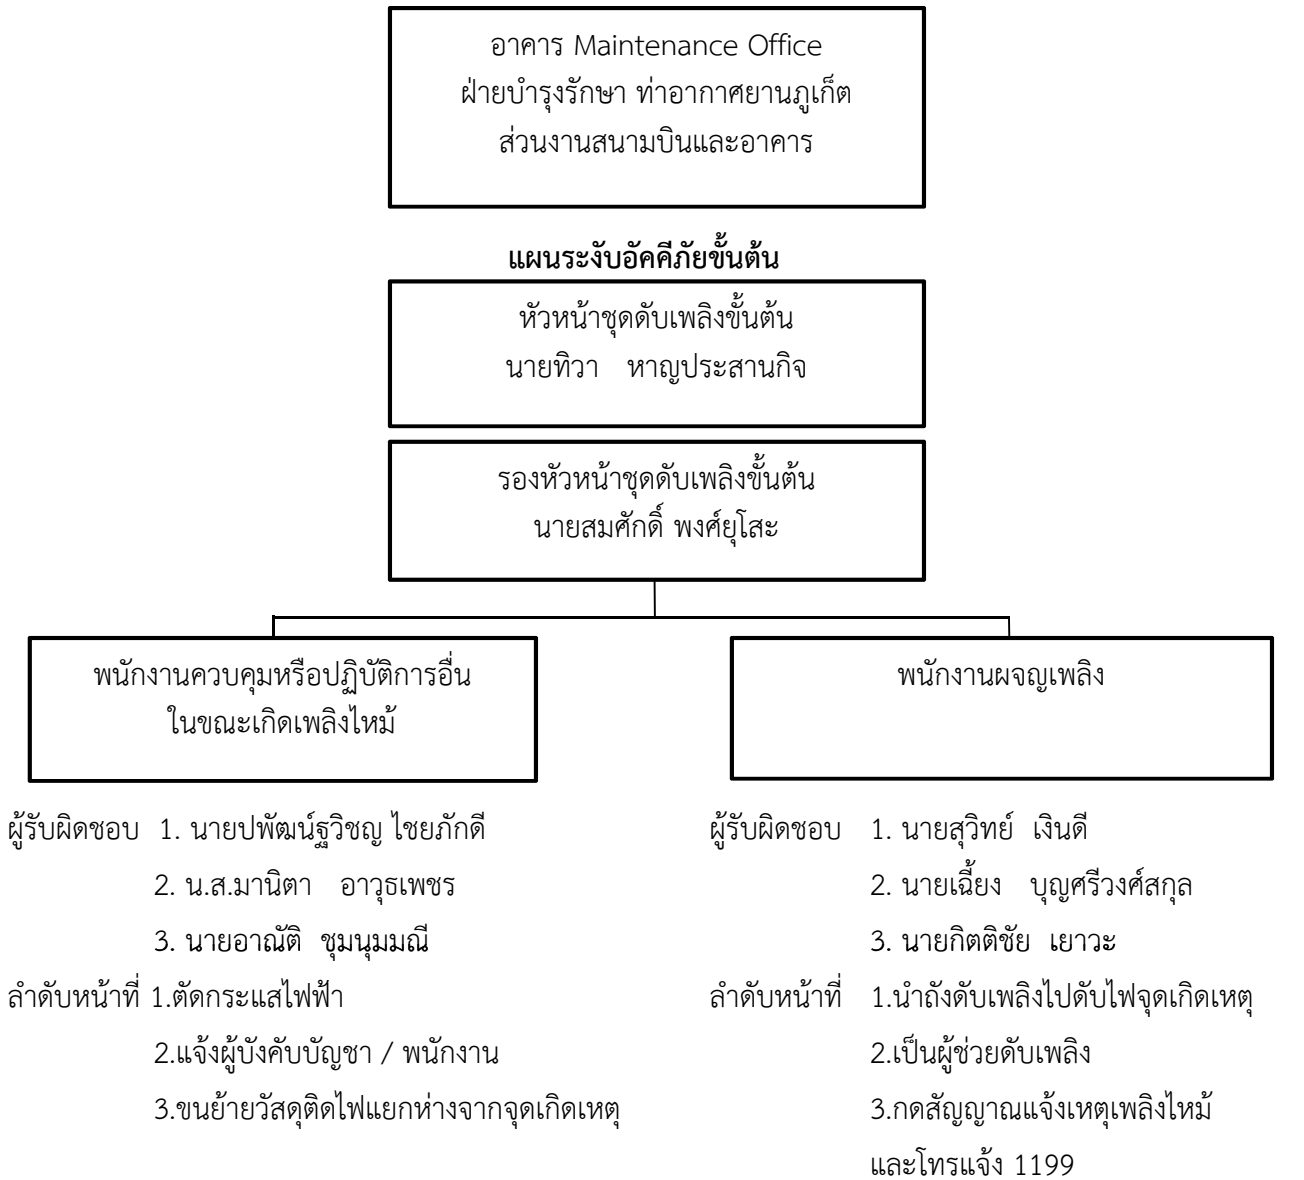 อาคาร Maintenance Office
ฝ่ายบำรุงรักษา ท่าอากาศยานภูเก็ต
ส่วนงานสนามบินและอาคาร
แผนระงับอัคคีภัยขั้นต้น
หัวหน้าชุดดับเพลิงขั้นต้น
นายทิวา หาญประสานกิจ
รองหัวหน้าชุดดับเพลิงขั้นต้น
นายสมศักดิ์ พงศ์ยุโสะ
พนักงานควบคุมหรือปฏิบัติการอื่น
ในขณะเกิดเพลิงไหม้
ผู้รับผิดชอบ 1. นายปพัฒน์ฐวิชญ ไชยภักดี
2. น.ส.มานิตา อาวุธเพชร
3. นายอาณัติ ชุมนุมมณี
ลำดับหน้าที่ 1.ตัดกระแสไฟฟ้า
2.แจ้งผู้บังคับบัญชา / พนักงาน
3.ขนย้ายวัสดุติดไฟแยกห่างจากจุดเกิดเหตุ
พนักงานผจญเพลิง
ผู้รับผิดชอบ 1. นายสุวิทย์ เงินดี
2. นายเฉี้ยง บุญศรีวงศ์สกุล
3. นายกิตติชัย เยาวะ
ลำดับหน้าที่ 1.นำถังดับเพลิงไปดับไฟจุดเกิดเหตุ
2.เป็นผู้ช่วยดับเพลิง
3.กดสัญญาณแจ้งเหตุเพลิงไหม้
และโทรแจ้ง 1199